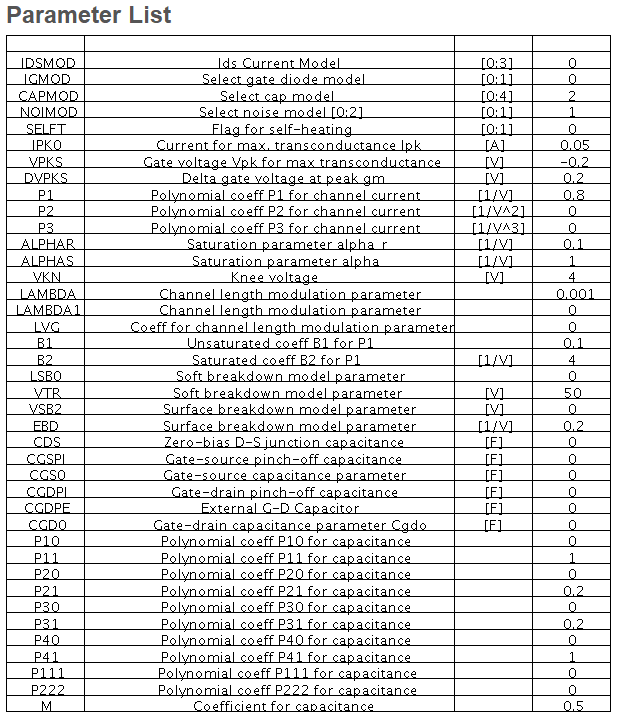 Parameter List
IDSMOD Ids Current Model [0:3] 0
IGMOD Select gate diode model [0:1] 0
CAPMOD Select cap model [0:4] 2
NOIMOD Select noise model [0:2] [0:1] 1
SELFT Flag for self-heating [0:1] 0
IPK0 Current for max. transconductance Ipk [A] 0.05
VPKS Gate voltage Vpk for max transconductance [V] -0.2
DVPKS Delta gate voltage at peak gm [V] 0.2
P1 Polynomial coeff P1 for channel current [1/V] 0.8
P2 Polynomial coeff P2 for channel current [1/V^2] 0
P3 Polynomial coeff P3 for channel current [1/V^3] 0
ALPHAR Saturation parameter alpha_r [1/V] 0.1
ALPHAS Saturation parameter alpha [1/V] 1
VKN Knee voltage [V] 4
LAMBDA Channel length modulation parameter 0.001
LAMBDA1 Channel length modulation parameter 0
LVG Coeff for channel length modulation parameter 0
B1 Unsaturated coeff B1 for P1 0.1
B2 Saturated coeff B2 for P1 [1/V] 4
LSB0 Soft breakdown model parameter 0
VTR Soft breakdown model parameter [V] 50
VSB2 Surface breakdown model parameter [V] 0
EBD Surface breakdown model parameter [1/V] 0.2
CDS Zero-bias D-S junction capacitance [F] 0
CGSPI Gate-source pinch-off capacitance [F] 0
CGS0 Gate-source capacitance parameter [F] 0
CGDPI Gate-drain pinch-off capacitance [F] 0
CGDPE External G-D Capacitor [F] 0
CGD0 Gate-drain capacitance parameter Cgdo [F] 0
P10 Polynomial coeff P10 for capacitance 0
P11 Polynomial coeff P11 for capacitance 1
P20 Polynomial coeff P20 for capacitance 0
P21 Polynomial coeff P21 for capacitance 0.2
P30 Polynomial coeff P30 for capacitance 0
P31 Polynomial coeff P31 for capacitance 0.2
P40 Polynomial coeff P40 for capacitance 0
P41 Polynomial coeff P41 for capacitance 1
P111 Polynomial coeff P111 for capacitance 0
P222 Polynomial coeff P222 for capacitance 0
M Coefficient for capacitance 0.5